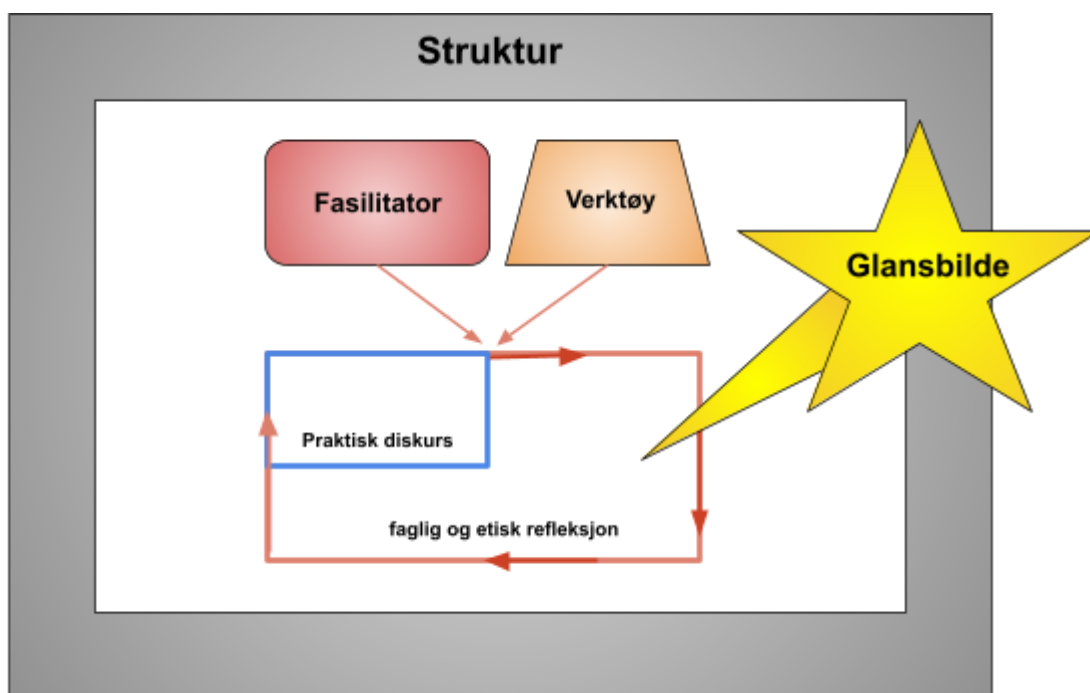 Struktur
Fasilitator
Verktøy
Glansbilde
Praktisk diskurs
faglig og etisk refleksjon